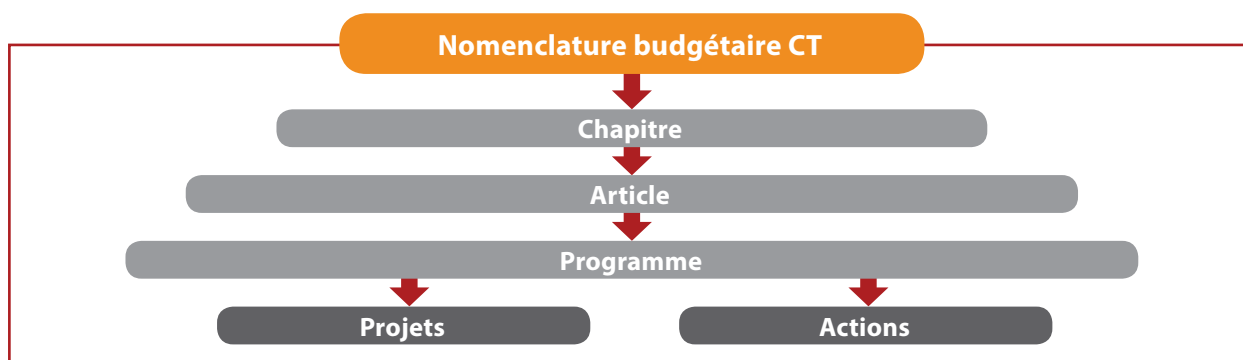 Nomenclature budgétaire CT
Chapitre
Article
Programme
Projets
Actions